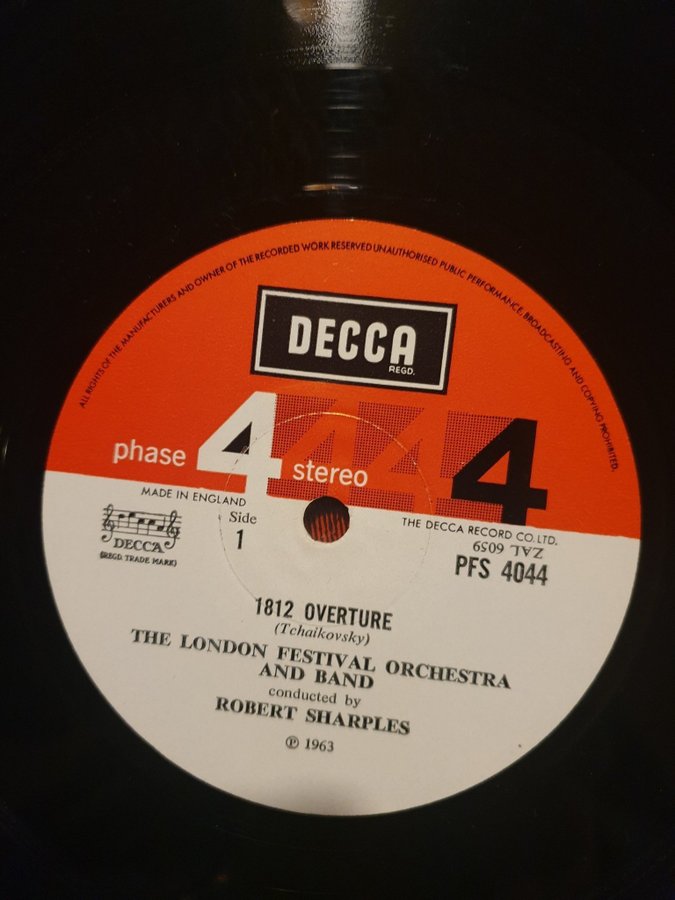 ALL RIGHTS OF THE MANUFACTURERS AND OWNER OF THE RECORDED WORK RESERVED UNAUTHORISED PUBLIC PERFORMANCE, BROADCASTING AND COPYING PROHIBITED.
DECCA
REGD.
phase 4 stereo 4 4 4
MADE IN ENGLAND
Side
1
DECCA
(REGD. TRADE MARK)
THE DECCA RECORD CO. LTD.
ZAL 6059
PFS 4044
1812 OVERTURE
(Tchaikovsky)
THE LONDON FESTIVAL ORCHESTRA
AND BAND
conducted by
ROBERT SHARPLES
℗ 1963